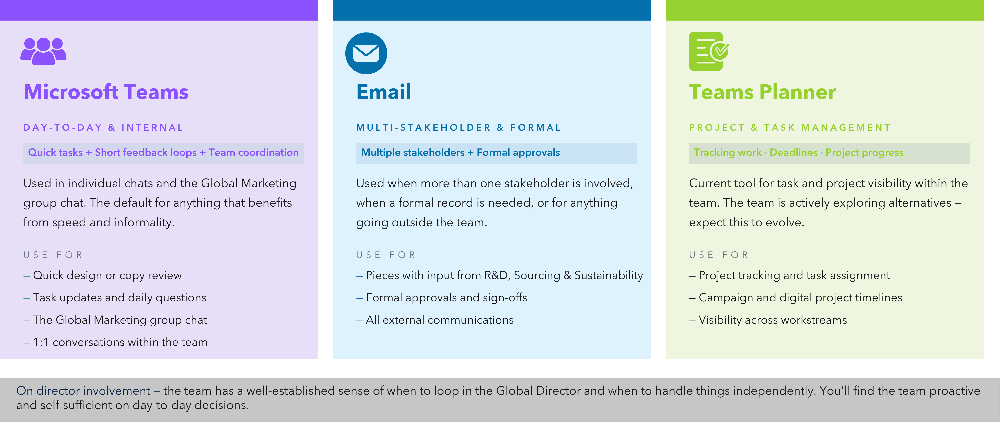 Microsoft Teams
DAY-TO-DAY & INTERNAL
Quick tasks + Short feedback loops + Team coordination
Used in individual chats and the Global Marketing
group chat. The default for anything that benefits
from speed and informality.
USE FOR
– Quick design or copy review
– Task updates and daily questions
– The Global Marketing group chat
– 1:1 conversations within the team
Email
MULTI-STAKEHOLDER & FORMAL
Multiple stakeholders + Formal approvals
Used when more than one stakeholder is involved,
when a formal record is needed, or for anything
going outside the team.
USE FOR
– Pieces with input from R&D, Sourcing & Sustainability
– Formal approvals and sign-offs
– All external communications
Teams Planner
PROJECT & TASK MANAGEMENT
Tracking work · Deadlines · Project progress
Current tool for task and project visibility within the
team. The team is actively exploring alternatives –
expect this to evolve.
USE FOR
– Project tracking and task assignment
– Campaign and digital project timelines
– Visibility across workstreams
On director involvement – the team has a well-established sense of when to loop in the Global Director and when to handle things independently. You'll find the team proactive
and self-sufficient on day-to-day decisions.